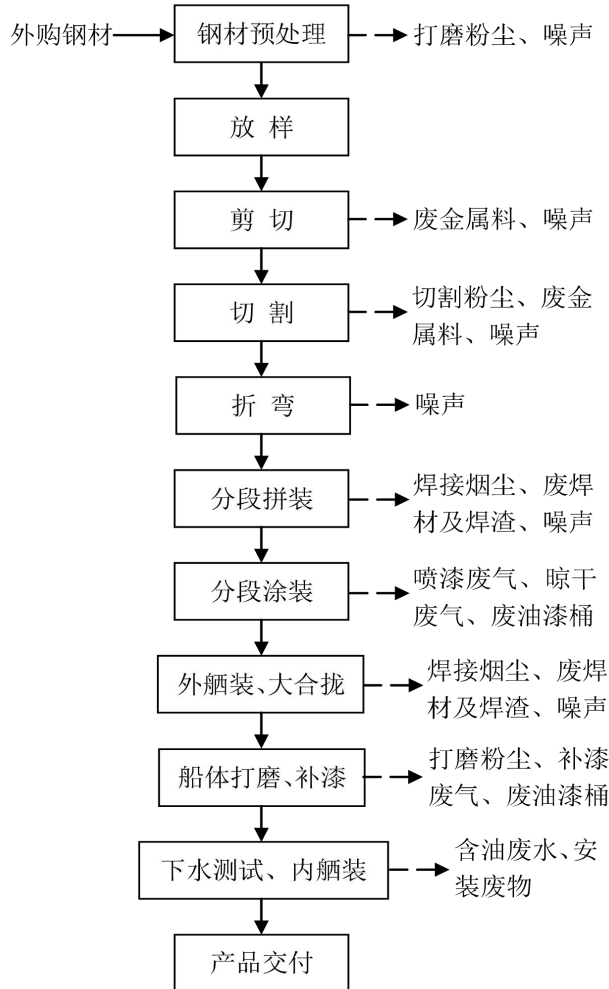 外购钢材
钢材预处理
打磨粉尘、噪声
放 样
剪 切
废金属料、噪声
切 割
切割粉尘、废金
属料、噪声
折 弯
噪声
分段拼装
焊接烟尘、废焊
材及焊渣、噪声
分段涂装
喷漆废气、晾干
废气、废油漆桶
外舾装、大合拢
焊接烟尘、废焊
材及焊渣、噪声
船体打磨、补漆
打磨粉尘、补漆
废气、废油漆桶
下水测试、内舾装
含油废水、安
装废物
产品交付